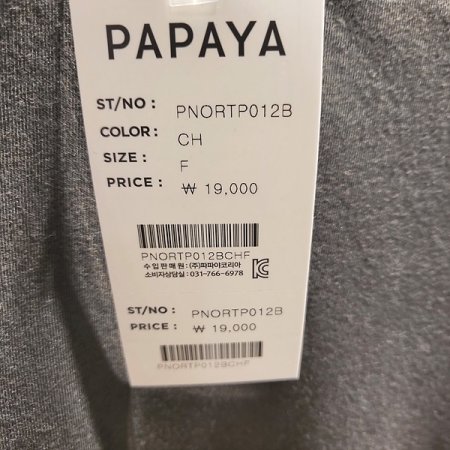 PAPAYA
ST/NO : PNORTP012B
COLOR : CH
SIZE : F
PRICE : ₩ 19,000
PNORTP012BCHF
수입판매원 : (주)파파야코리아
소비자상담실 : 031-766-6978
ST/NO : PNORTP012B
PRICE : ₩ 19,000
PNORTP012BCHF